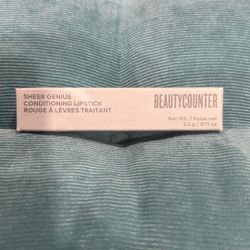 SHEER GENIUS
CONDITIONING LIPSTICK
ROUGE À LÈVRES TRAITANT
BEAUTYCOUNTER
Net Wt. / Poids net
3.2 g / 0.11 oz